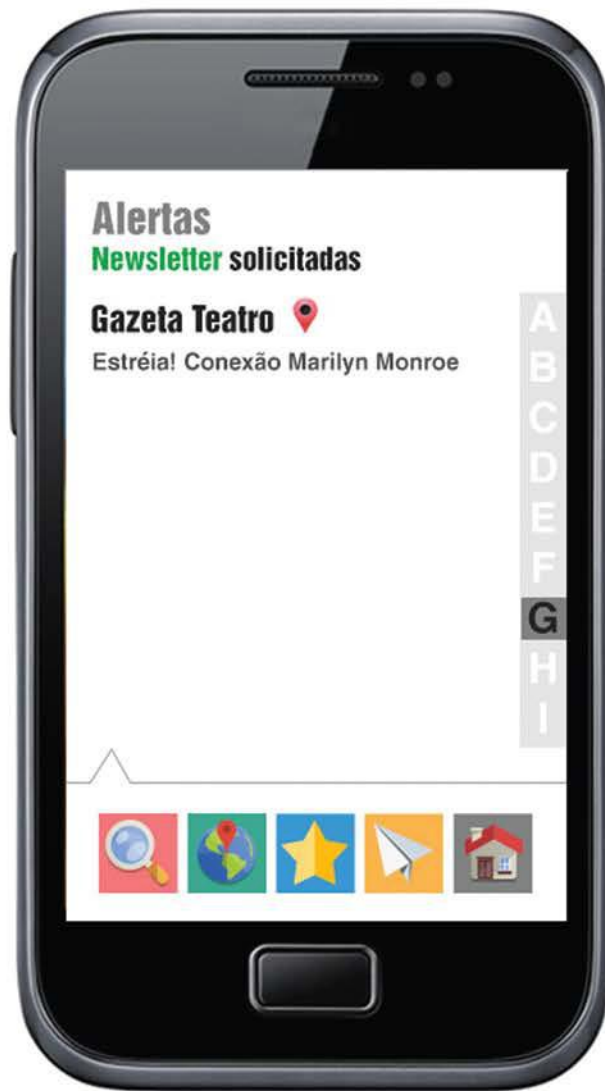 Alertas
Newsletter solicitadas
Gazeta Teatro
Estréia! Conexão Marilyn Monroe
A
B
C
D
E
F
G
H
I